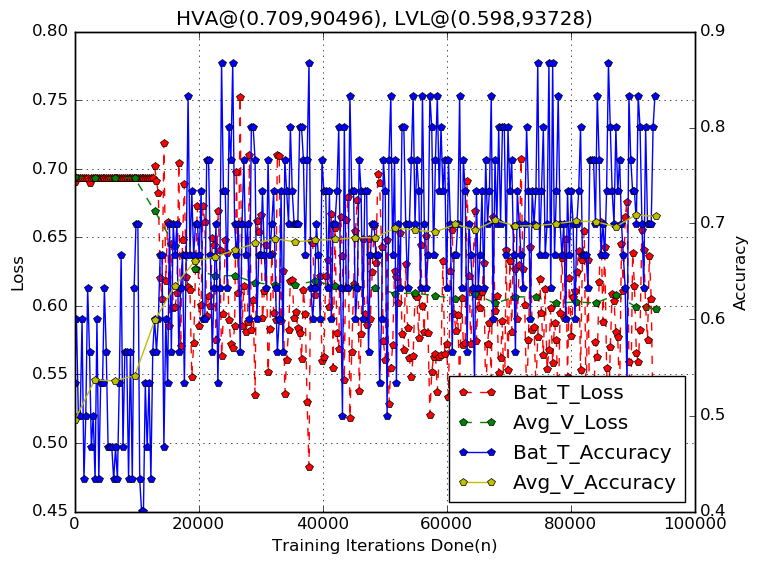 HVA@(0.709,90496), LVL@(0.598,93728)
0.80
0.75
0.70
0.65
0.60
0.55
0.50
0.45
Loss
0.9
0.8
0.7
0.6
0.5
0.4
Accuracy
Bat_T_Loss
Avg_V_Loss
Bat_T_Accuracy
Avg_V_Accuracy
0 20000 40000 60000 80000 100000
Training Iterations Done(n)